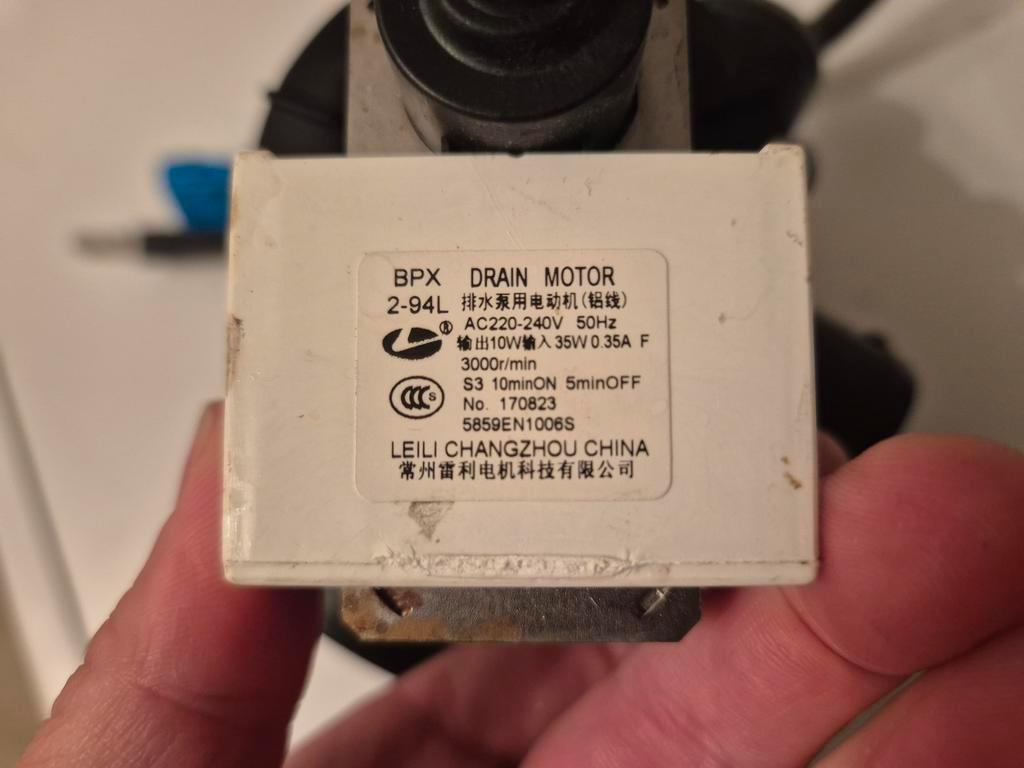 BPX DRAIN MOTOR
2-94L 排水泵用电动机(铝线)
® AC220-240V 50Hz
输出10W输入35W 0.35A F
3000r/min
CCC S S3 10minON 5minOFF
No. 170823
5859EN1006S
LEILI CHANGZHOU CHINA
常州雷利电机科技有限公司